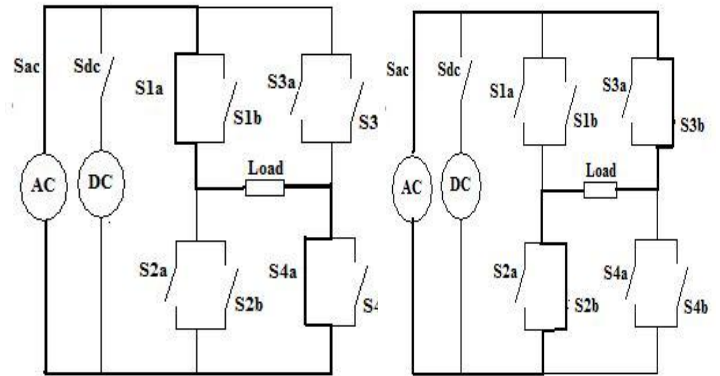 Sac
Sdc
S1a
S1b
S3a
S3
Load
AC
DC
S2a
S2b
S4a
S4
Sac
Sdc
S1a
S1b
S3a
S3b
Load
AC
DC
S2a
S2b
S4a
S4b